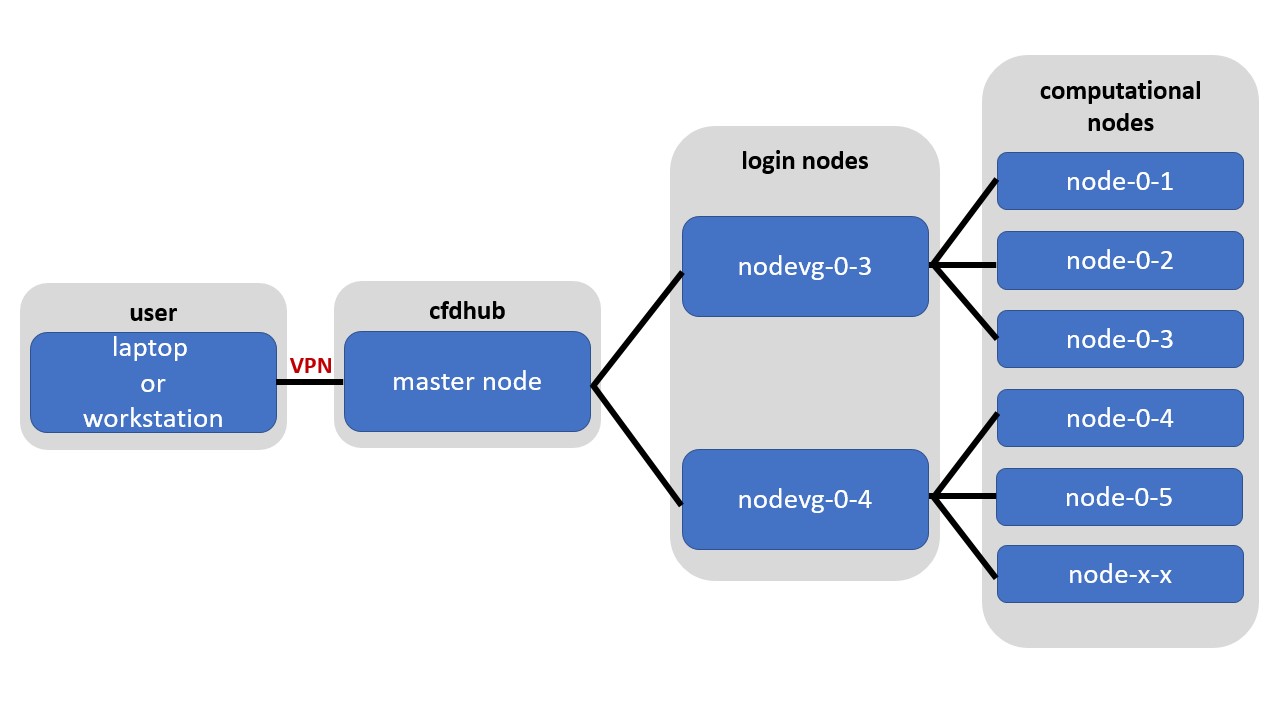 user
laptop
or
workstation
VPN
cfdhub
master node
login nodes
nodevg-0-3
nodevg-0-4
computational
nodes
node-0-1
node-0-2
node-0-3
node-0-4
node-0-5
node-x-x